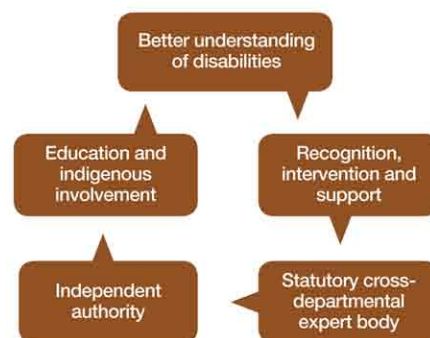 Better understanding
of disabilities
Recognition,
intervention and
support
Statutory cross-
departmental
expert body
Independent
authority
Education and
indigenous
involvement